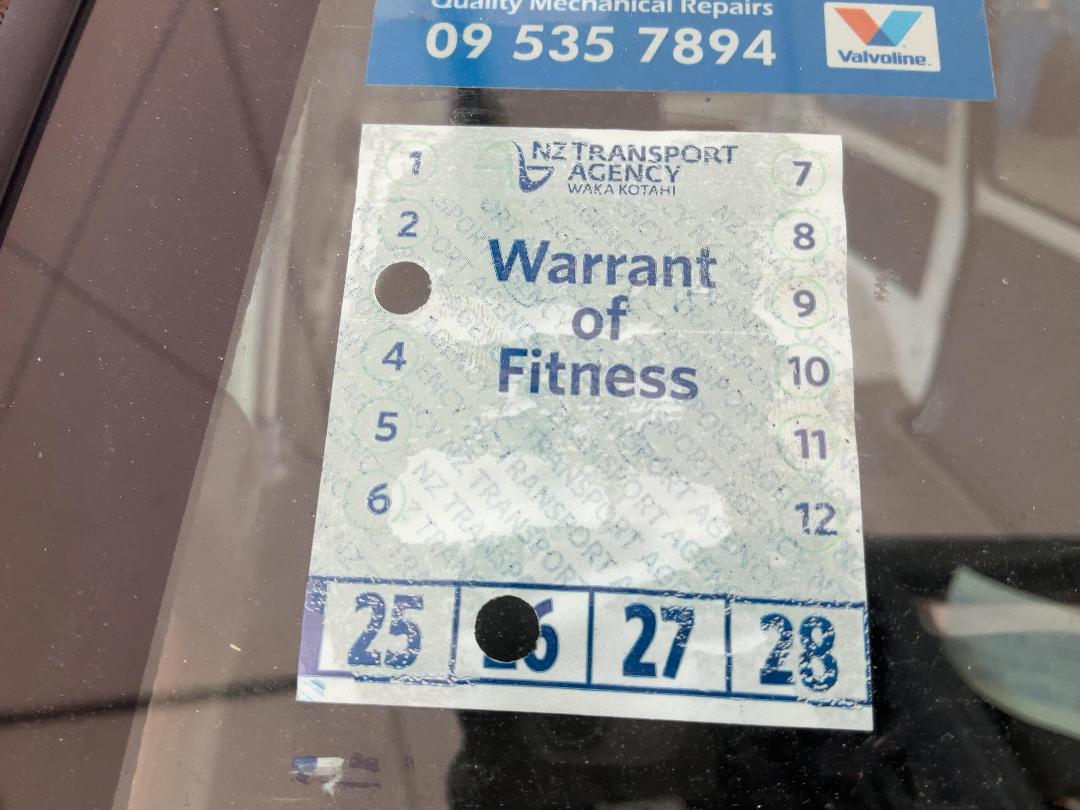 Quality Mechanical Repairs
09 535 7894
Valvoline.
NZ TRANSPORT
AGENCY
WAKA KOTAHI
Warrant
of
Fitness
1
2
4
5
6
7
8
9
10
11
12
25
6
27
28